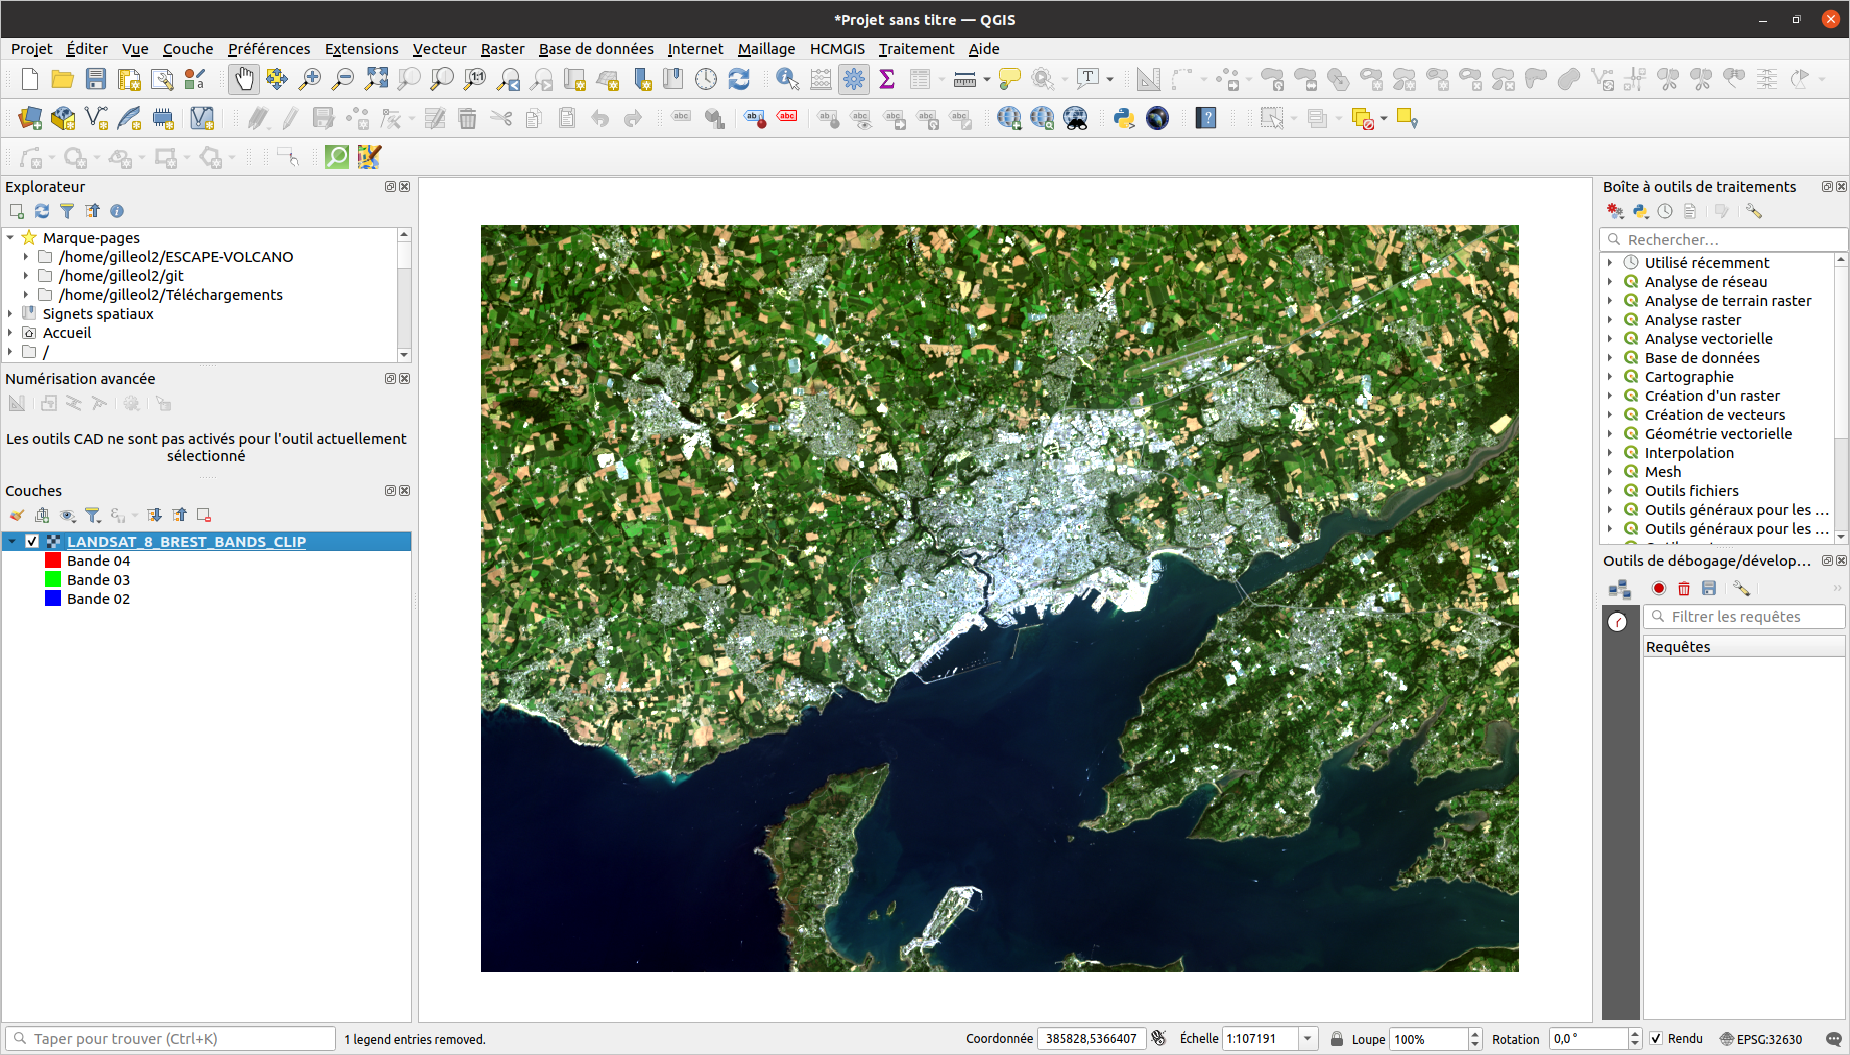 *Projet sans titre — QGIS
Projet Éditer Vue Couche Préférences Extensions Vecteur Raster Base de données Internet Maillage HCMGIS Traitement Aide
Explorateur
Marque-pages
/home/gilleol2/ESCAPE-VOLCANO
/home/gilleol2/git
/home/gilleol2/Téléchargements
Signets spatiaux
Accueil
/
Numérisation avancée
Les outils CAD ne sont pas activés pour l'outil actuellement
sélectionné
Couches
LANDSAT_8_BREST_BANDS_CLIP
Bande 04
Bande 03
Bande 02
Boîte à outils de traitements
Rechercher…
Utilisé récemment
Analyse de réseau
Analyse de terrain raster
Analyse raster
Analyse vectorielle
Base de données
Cartographie
Création d'un raster
Création de vecteurs
Géométrie vectorielle
Interpolation
Mesh
Outils fichiers
Outils généraux pour les …
Outils généraux pour les …
Outils de débogage/dévelop…
Filtrer les requêtes
Requêtes
Taper pour trouver (Ctrl+K) 1 legend entries removed. Coordonnée 385828,5366407 Échelle 1:107191 Loupe 100% Rotation 0,0 ° Rendu EPSG:32630